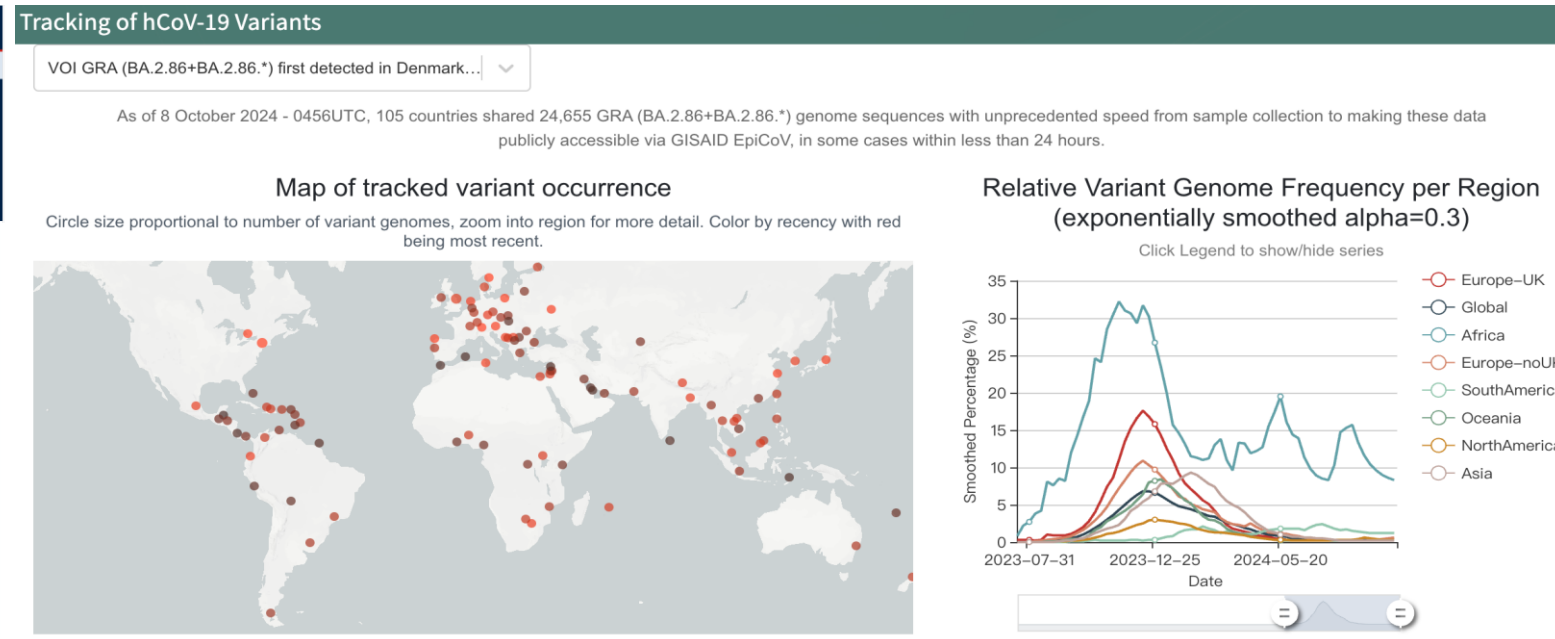 Tracking of hCoV-19 Variants
VOI GRA (BA.2.86+BA.2.86.*) first detected in Denmark…
As of 8 October 2024 - 0456UTC, 105 countries shared 24,655 GRA (BA.2.86+BA.2.86.*) genome sequences with unprecedented speed from sample collection to making these data
publicly accessible via GISAID EpiCoV, in some cases within less than 24 hours.
Map of tracked variant occurrence
Circle size proportional to number of variant genomes, zoom into region for more detail. Color by recency with red
being most recent.
Relative Variant Genome Frequency per Region
(exponentially smoothed alpha=0.3)
Click Legend to show/hide series
Smoothed Percentage (%)
35
30
25
20
15
10
5
0
2023-07-31 2023-12-25 2024-05-20
Date
Europe-UK
Global
Africa
Europe-noUK
SouthAmeric
Oceania
NorthAmerica
Asia